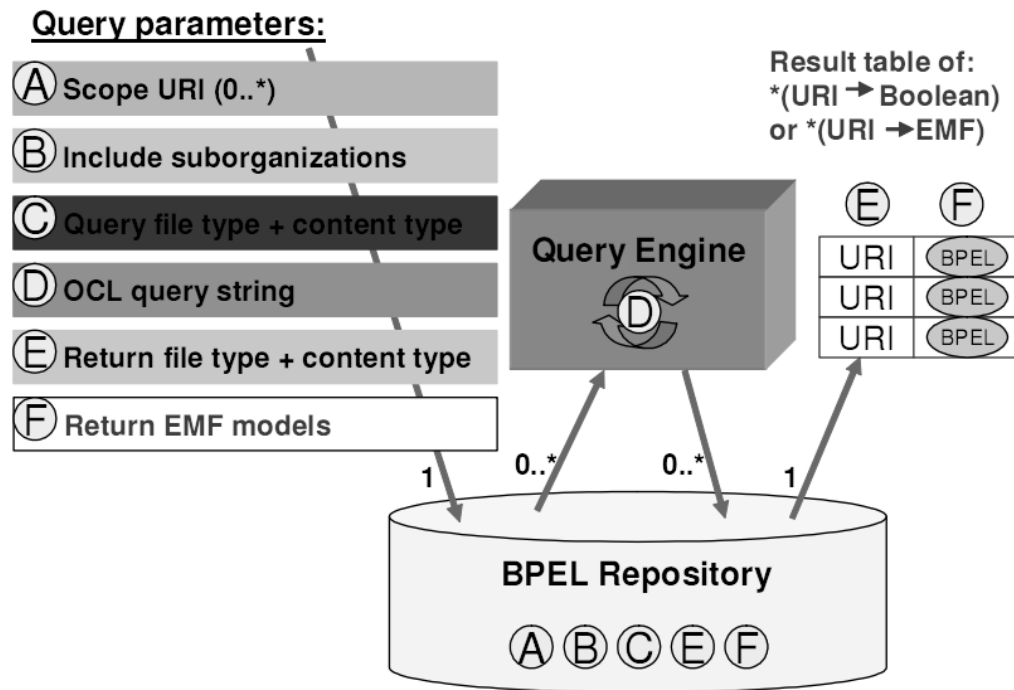 Query parameters:
A Scope URI (0..*)
B Include suborganizations
C Query file type + content type
D OCL query string
E Return file type + content type
F Return EMF models
Query Engine
D
Result table of:
*(URI → Boolean)
or *(URI → EMF)
E F
URI BPEL
URI BPEL
URI BPEL
1
0..*
0..*
1
BPEL Repository
A B C E F